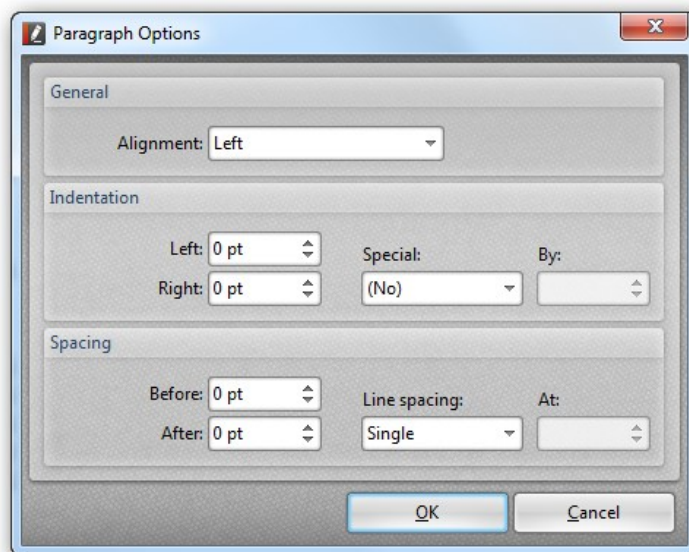 Paragraph Options
General
Alignment: Left
Indentation
Left: 0 pt
Special:
By:
Right: 0 pt
(No)
Spacing
Before: 0 pt
Line spacing:
At:
After: 0 pt
Single
OK
Cancel